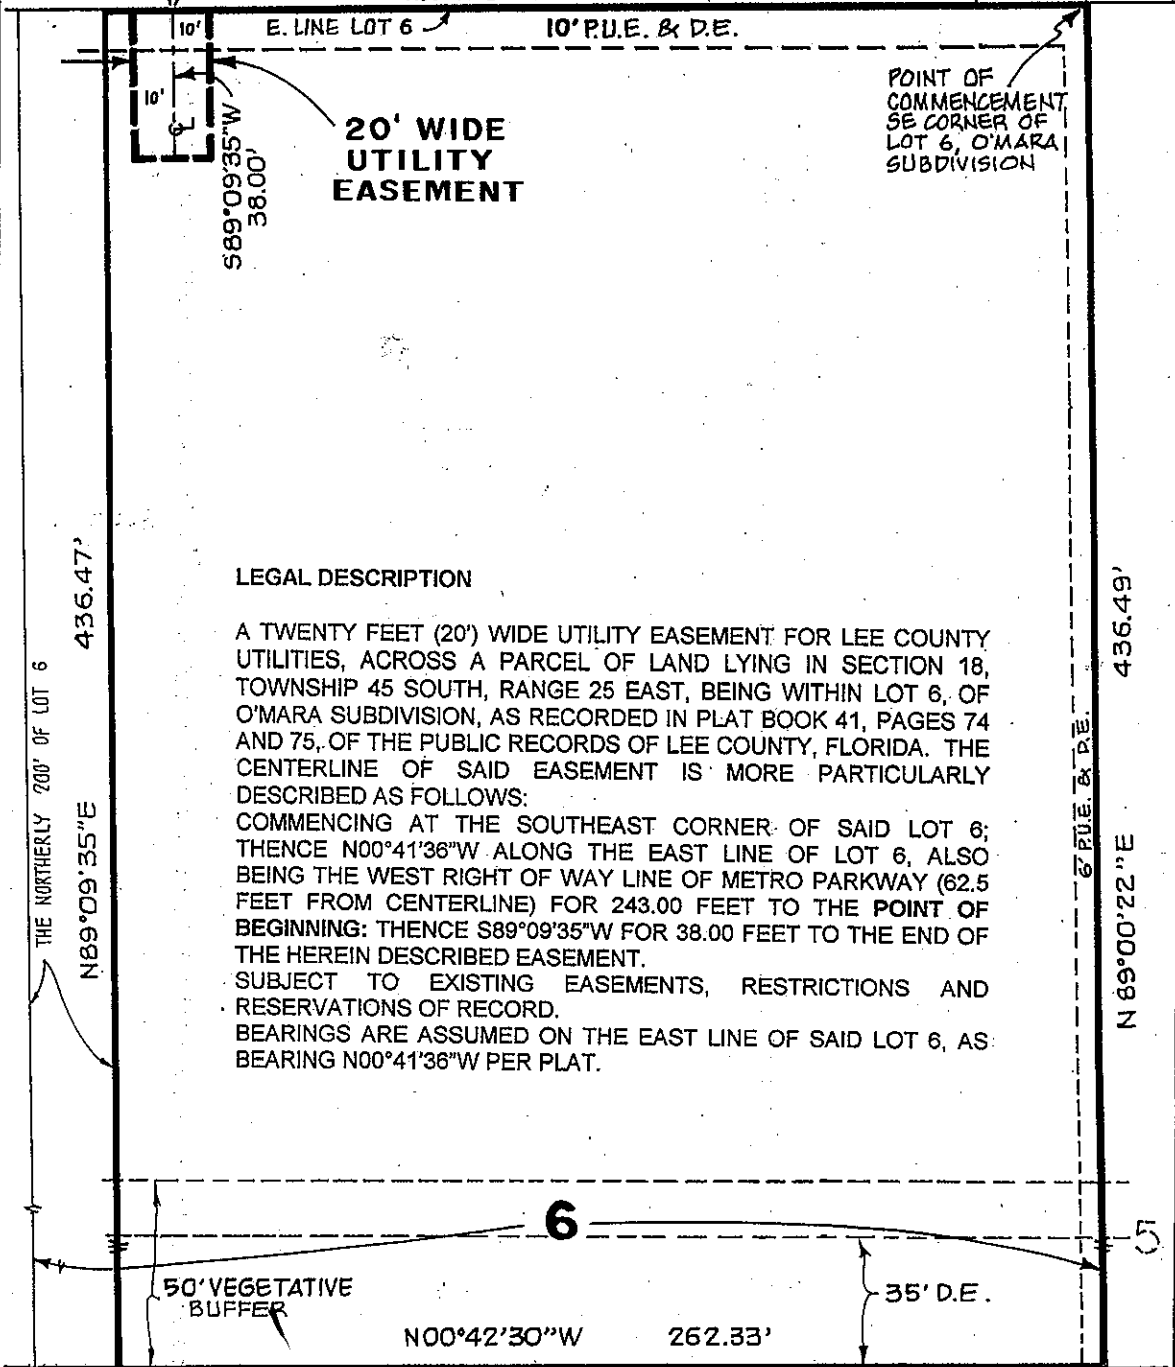 10'
E. LINE LOT 6
10' P.U.E. & D.E.
10'
S89°09'35"W
38.00'
20' WIDE
UTILITY
EASEMENT
POINT OF
COMMENCEMENT
SE CORNER OF
LOT 6, O'MARA
SUBDIVISION
THE NORTHERLY 200' OF LOT 6
N89°09'35"E
436.47'
LEGAL DESCRIPTION
A TWENTY FEET (20') WIDE UTILITY EASEMENT FOR LEE COUNTY
UTILITIES, ACROSS A PARCEL OF LAND LYING IN SECTION 18,
TOWNSHIP 45 SOUTH, RANGE 25 EAST, BEING WITHIN LOT 6, OF
O'MARA SUBDIVISION, AS RECORDED IN PLAT BOOK 41, PAGES 74
AND 75, OF THE PUBLIC RECORDS OF LEE COUNTY, FLORIDA. THE
CENTERLINE OF SAID EASEMENT IS MORE PARTICULARLY
DESCRIBED AS FOLLOWS:
COMMENCING AT THE SOUTHEAST CORNER OF SAID LOT 6;
THENCE N00°41'36"W ALONG THE EAST LINE OF LOT 6, ALSO
BEING THE WEST RIGHT OF WAY LINE OF METRO PARKWAY (62.5
FEET FROM CENTERLINE) FOR 243.00 FEET TO THE POINT OF
BEGINNING: THENCE S89°09'35"W FOR 38.00 FEET TO THE END OF
THE HEREIN DESCRIBED EASEMENT.
SUBJECT TO EXISTING EASEMENTS, RESTRICTIONS AND
RESERVATIONS OF RECORD.
BEARINGS ARE ASSUMED ON THE EAST LINE OF SAID LOT 6, AS
BEARING N00°41'36"W PER PLAT.
6' P.U.E. & D.E.
N 89°00'22"E
436.49'
6
5
50' VEGETATIVE
BUFFER
35' D.E.
N00°42'30"W 262.33'